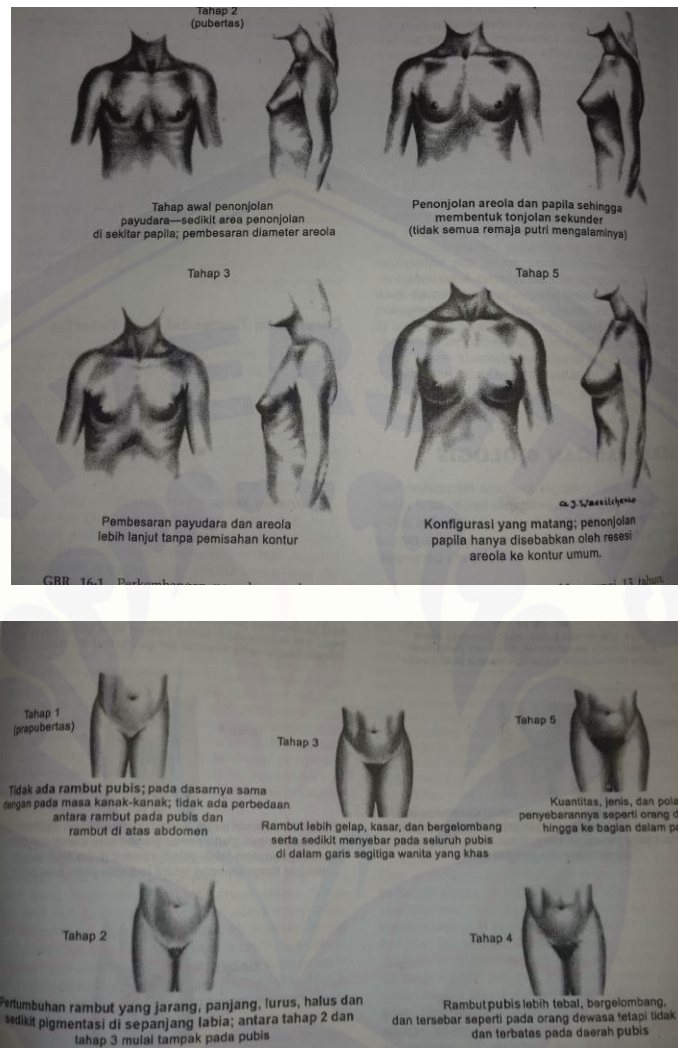 Tahap 2
(pubertas)
Tahap awal penonjolan
payudara—sedikit area penonjolan
di sekitar papila; pembesaran diameter areola
Penonjolan areola dan papila sehingga
membentuk tonjolan sekunder
(tidak semua remaja putri mengalaminya)
Tahap 3
Pembesaran payudara dan areola
lebih lanjut tanpa pemisahan kontur
Tahap 5
Konfigurasi yang matang; penonjolan
papila hanya disebabkan oleh resesi
areola ke kontur umum.
GBR 16-1 Perkembangan
13 tahun.
Tahap 1
(prapubertas)
Tidak ada rambut pubis; pada dasarnya sama
dengan pada masa kanak-kanak; tidak ada perbedaan
antara rambut pada pubis dan
rambut di atas abdomen
Tahap 3
Rambut lebih gelap, kasar, dan bergelombang
serta sedikit menyebar pada seluruh pubis
di dalam garis segitiga wanita yang khas
Tahap 5
Kuantitas, jenis, dan pola
penyebarannya seperti orang d
hingga ke bagian dalam p
Tahap 2
Pertumbuhan rambut yang jarang, panjang, lurus, halus dan
sedikit pigmentasi di sepanjang labia; antara tahap 2 dan
tahap 3 mulai tampak pada pubis
Tahap 4
Rambut pubis lebih tebal, bergelombang,
dan tersebar seperti pada orang dewasa tetapi tidak
dan terbatas pada daerah pubis